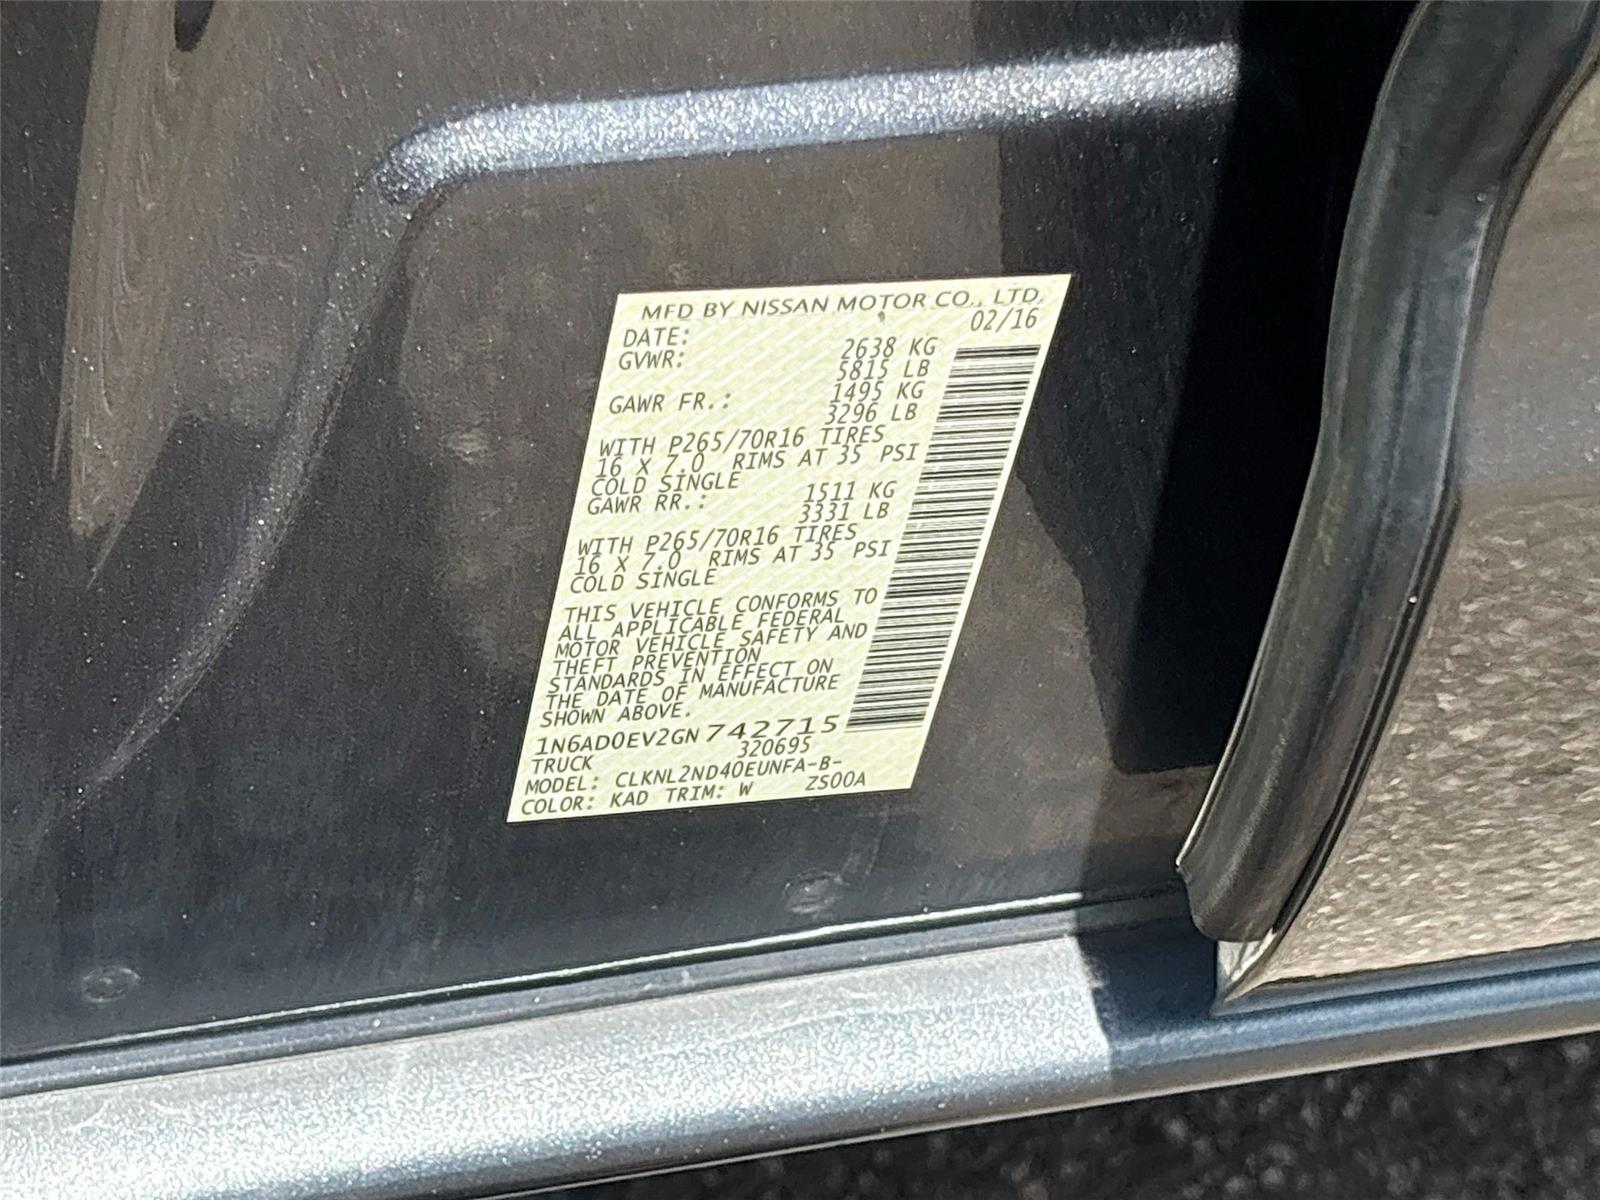 MFD BY NISSAN MOTOR CO., LTD.
DATE: 02/16
GVWR: 2638 KG
5815 LB
GAWR FR.: 1495 KG
3296 LB
WITH P265/70R16 TIRES
16 X 7.0 RIMS AT 35 PSI
COLD SINGLE
GAWR RR.: 1511 KG
3331 LB
WITH P265/70R16 TIRES
16 X 7.0 RIMS AT 35 PSI
COLD SINGLE
THIS VEHICLE CONFORMS TO
ALL APPLICABLE FEDERAL
MOTOR VEHICLE SAFETY AND
THEFT PREVENTION
STANDARDS IN EFFECT ON
THE DATE OF MANUFACTURE
SHOWN ABOVE.
1N6AD0EV2GN742715
320695
TRUCK
MODEL: CLKNL2ND40EUNFA-B-
COLOR: KAD TRIM: W ZS00A